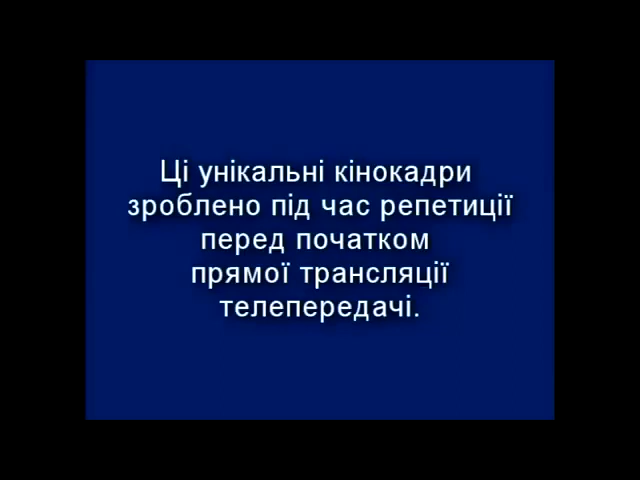 Ці унікальні кінокадри
зроблено під час репетиції
перед початком
прямої трансляції
телепередачі.